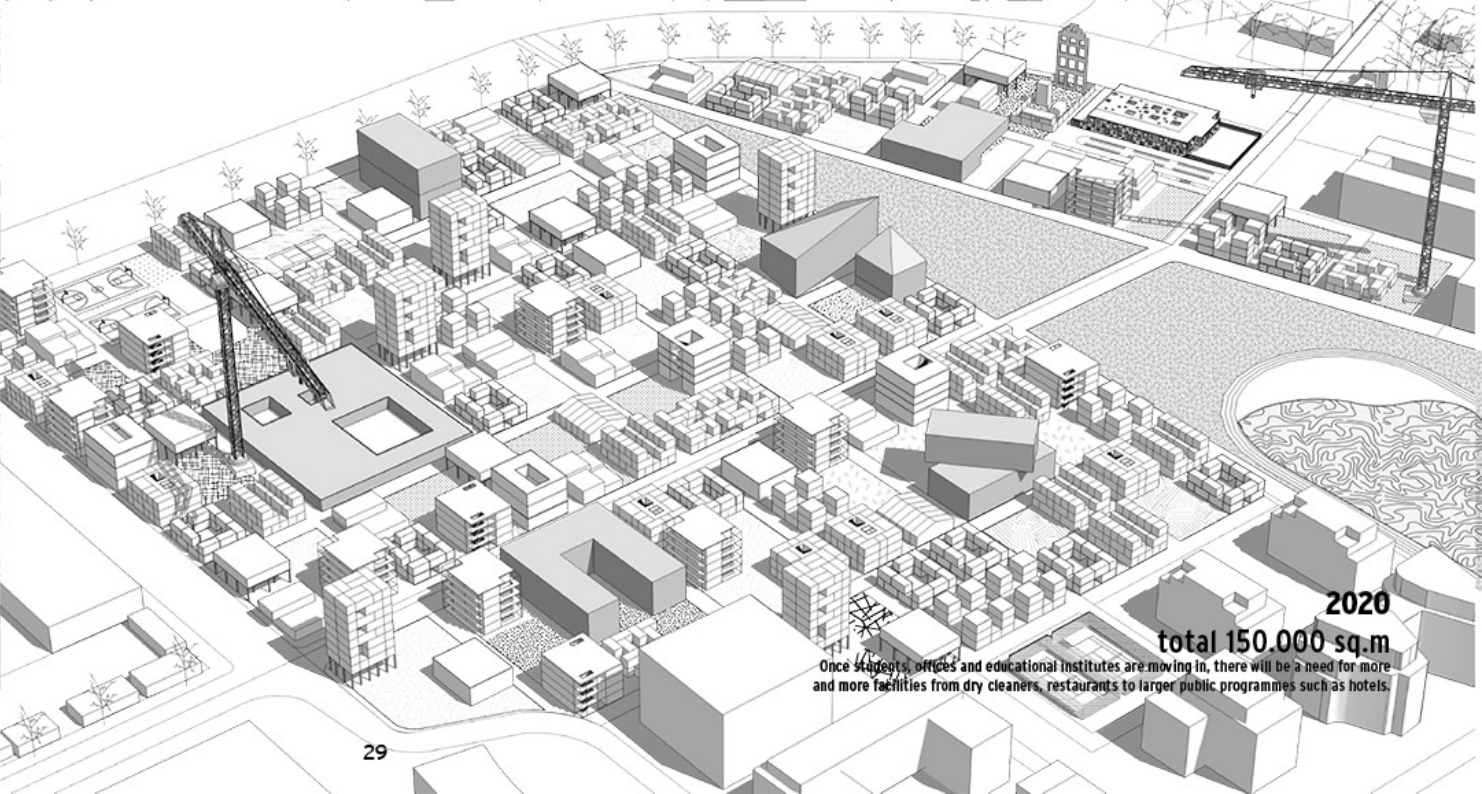 2020
total 150.000 sq.m
Once students, offices and educational institutes are moving in, there will be a need for more
and more facilities from dry cleaners, restaurants to larger public programmes such as hotels.
29